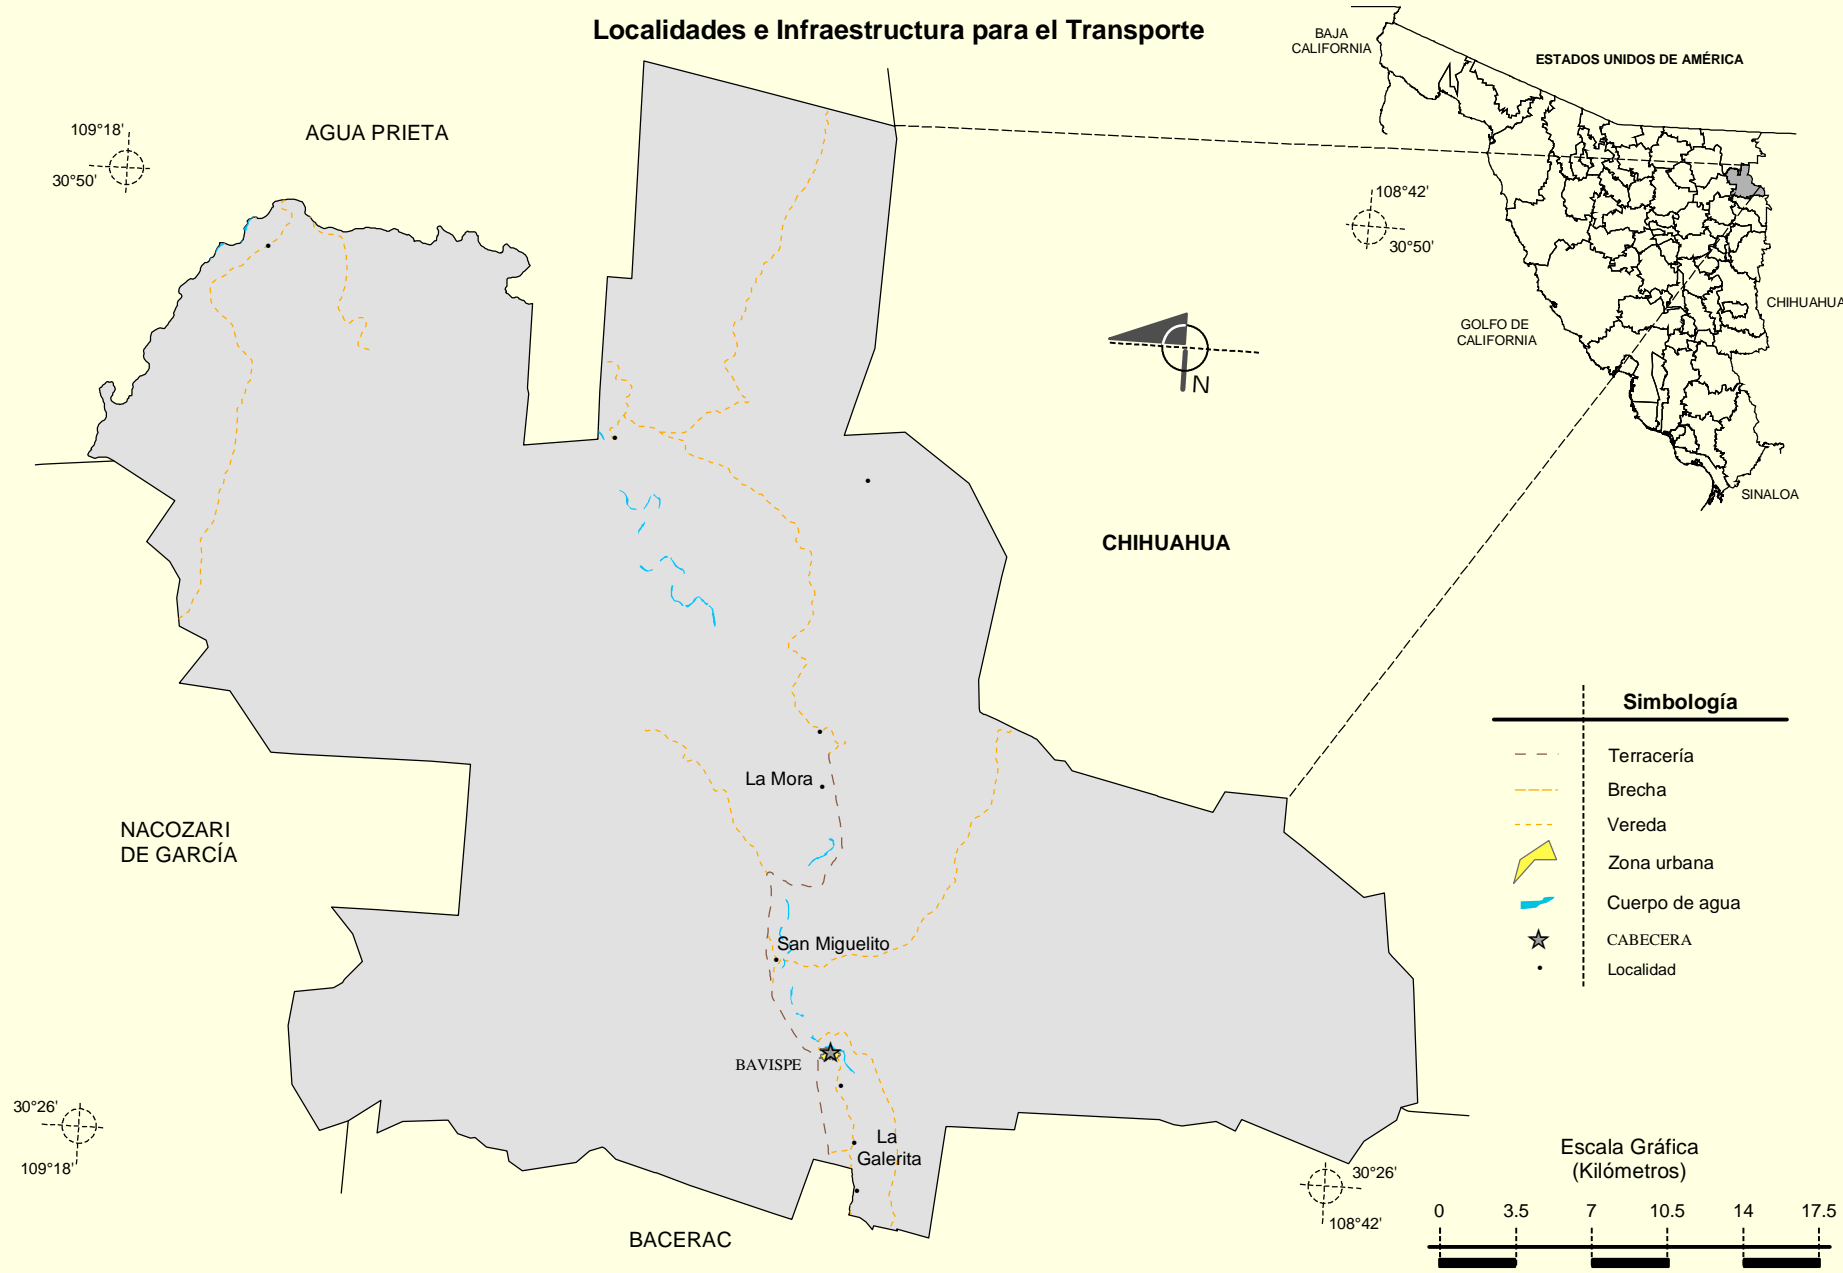 Localidades e Infraestructura para el Transporte
BAJA
CALIFORNIA
ESTADOS UNIDOS DE AMÉRICA
109°18'
30°50'
AGUA PRIETA
108°42'
30°50'
CHIHUAHUA
GOLFO DE
CALIFORNIA
SINALOA
N
CHIHUAHUA
Simbología
Terracería
Brecha
Vereda
Zona urbana
Cuerpo de agua
CABECERA
Localidad
La Mora
NACOZARI
DE GARCÍA
San Miguelito
BAVISPE
La
Galerita
30°26'
109°18'
BACERAC
30°26'
108°42'
Escala Gráfica
(Kilómetros)
0 3.5 7 10.5 14 17.5